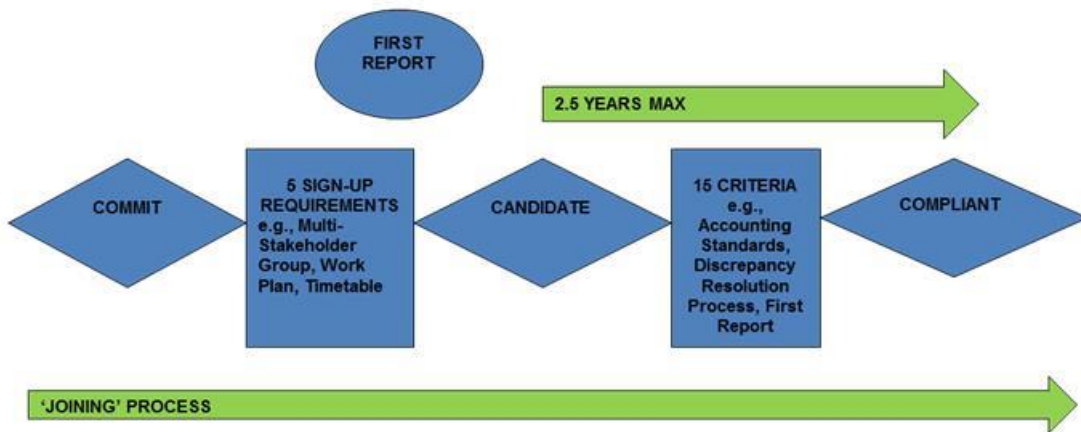 FIRST
REPORT
2.5 YEARS MAX
COMMIT
5 SIGN-UP
REQUIREMENTS
e.g., Multi-
Stakeholder
Group, Work
Plan, Timetable
CANDIDATE
15 CRITERIA
e.g.,
Accounting
Standards,
Discrepancy
Resolution
Process, First
Report
COMPLIANT
‘JOINING’ PROCESS